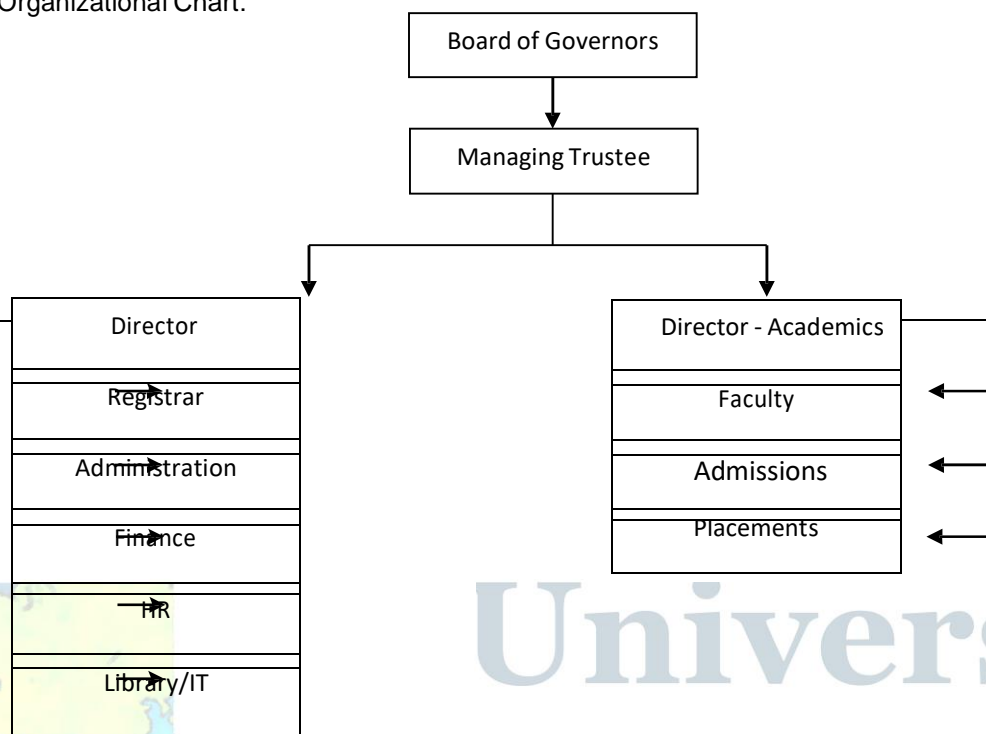 Organizational Chart:
Board of Governors
Managing Trustee
Director
Registrar
Administration
Finance
HR
Library/IT
Director - Academics
Faculty
Admissions
Placements
Univers